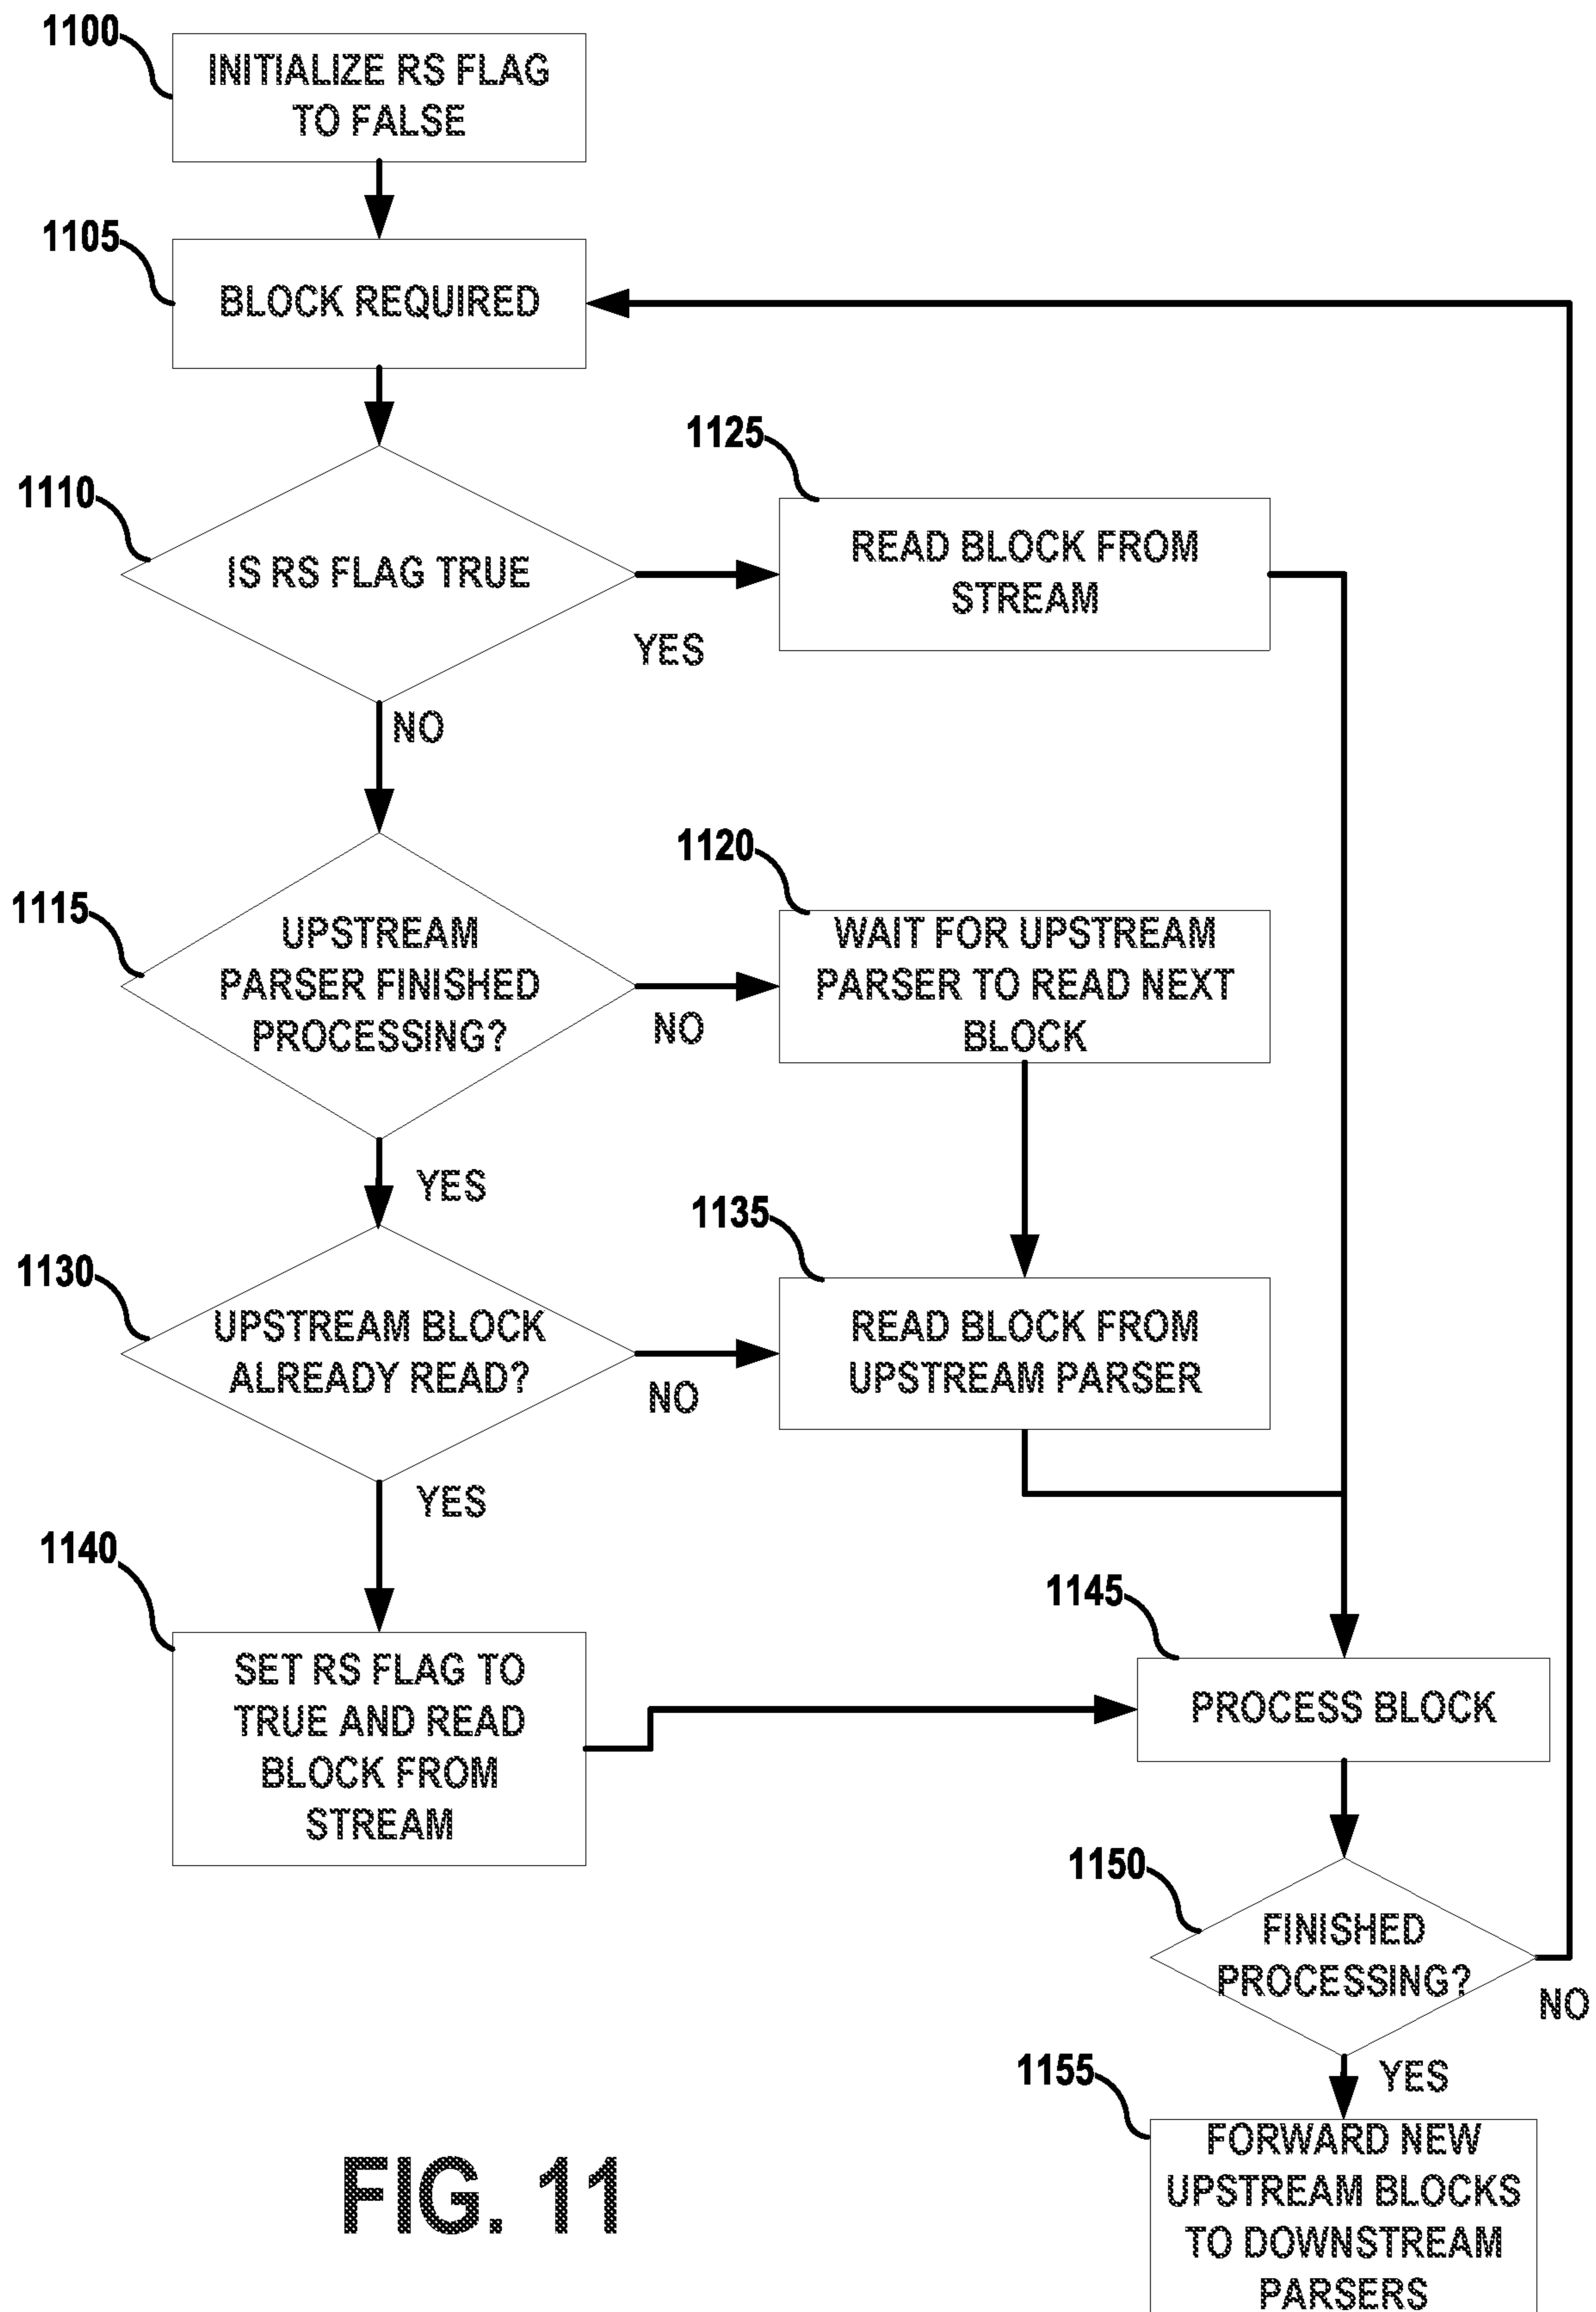 1100
INITIALIZE RS FLAG
TO FALSE
1105
BLOCK REQUIRED
1110
IS RS FLAG TRUE
YES
NO
1125
READ BLOCK FROM
STREAM
1115
UPSTREAM
PARSER FINISHED
PROCESSING?
NO
YES
1120
WAIT FOR UPSTREAM
PARSER TO READ NEXT
BLOCK
1130
UPSTREAM BLOCK
ALREADY READ?
NO
YES
1135
READ BLOCK FROM
UPSTREAM PARSER
1140
SET RS FLAG TO
TRUE AND READ
BLOCK FROM
STREAM
1145
PROCESS BLOCK
1150
FINISHED
PROCESSING?
NO
YES
1155
FORWARD NEW
UPSTREAM BLOCKS
TO DOWNSTREAM
PARSERS
FIG. 11